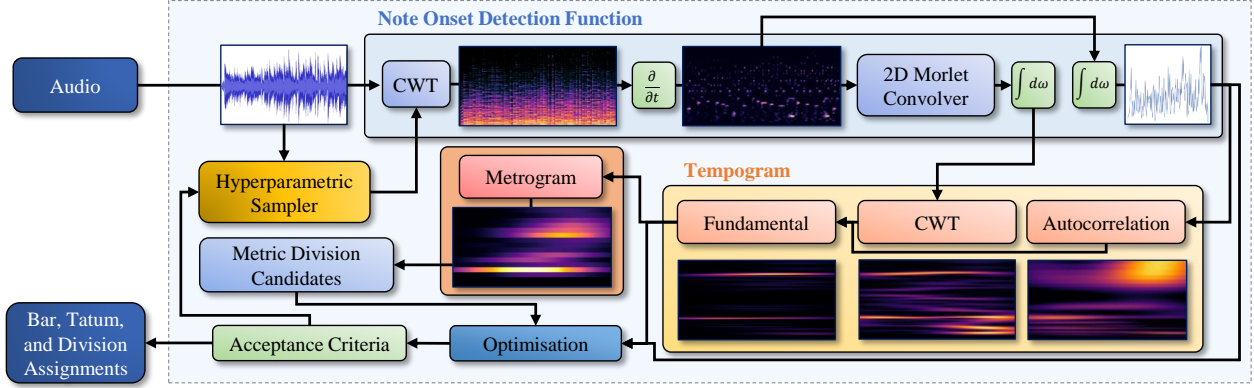 Note Onset Detection Function
Audio
CWT
∂
∂t
2D Morlet
Convolver
∫ dω
∫ dω
Hyperparametric
Sampler
Metrogram
Tempogram
Fundamental
CWT
Autocorrelation
Metric Division
Candidates
Bar, Tatum,
and Division
Assignments
Acceptance Criteria
Optimisation